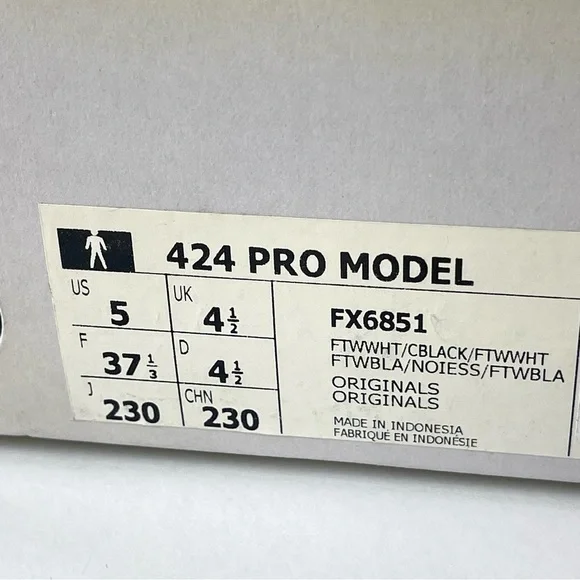 424 PRO MODEL
US 5 UK 4½
F 37⅓ D 4½
J 230 CHN 230
FX6851
FTWWHT/CBLACK/FTWWHT
FTWBLA/NOIESS/FTWBLA
ORIGINALS
ORIGINALS
MADE IN INDONESIA
FABRIQUÉ EN INDONÉSIE